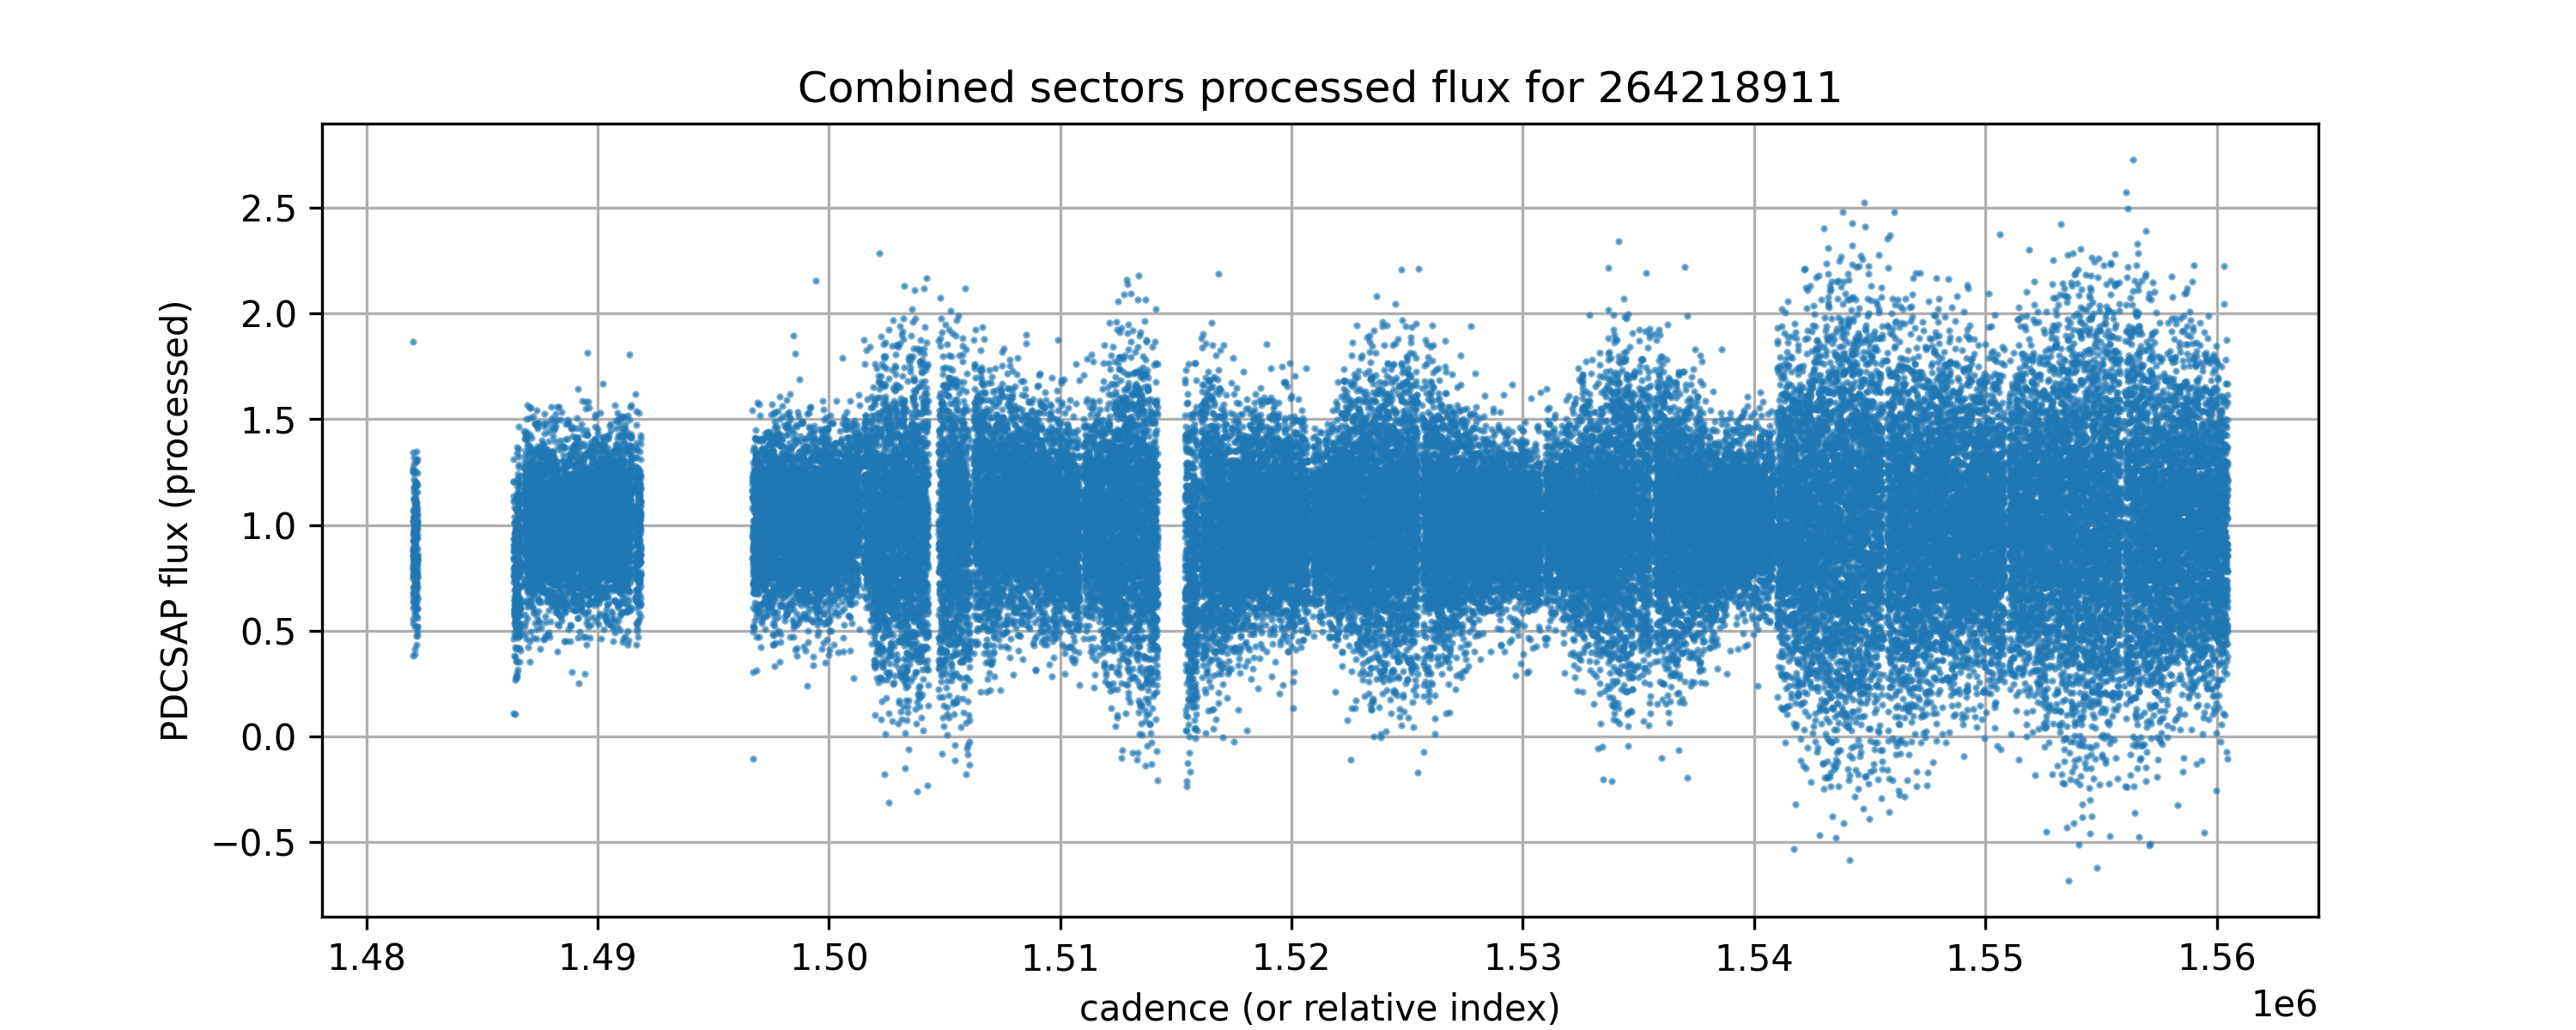 Combined sectors processed flux for 264218911
PDCSAP flux (processed)
2.5
2.0
1.5
1.0
0.5
0.0
−0.5
1.48 1.49 1.50 1.51 1.52 1.53 1.54 1.55 1.56
cadence (or relative index)
1e6